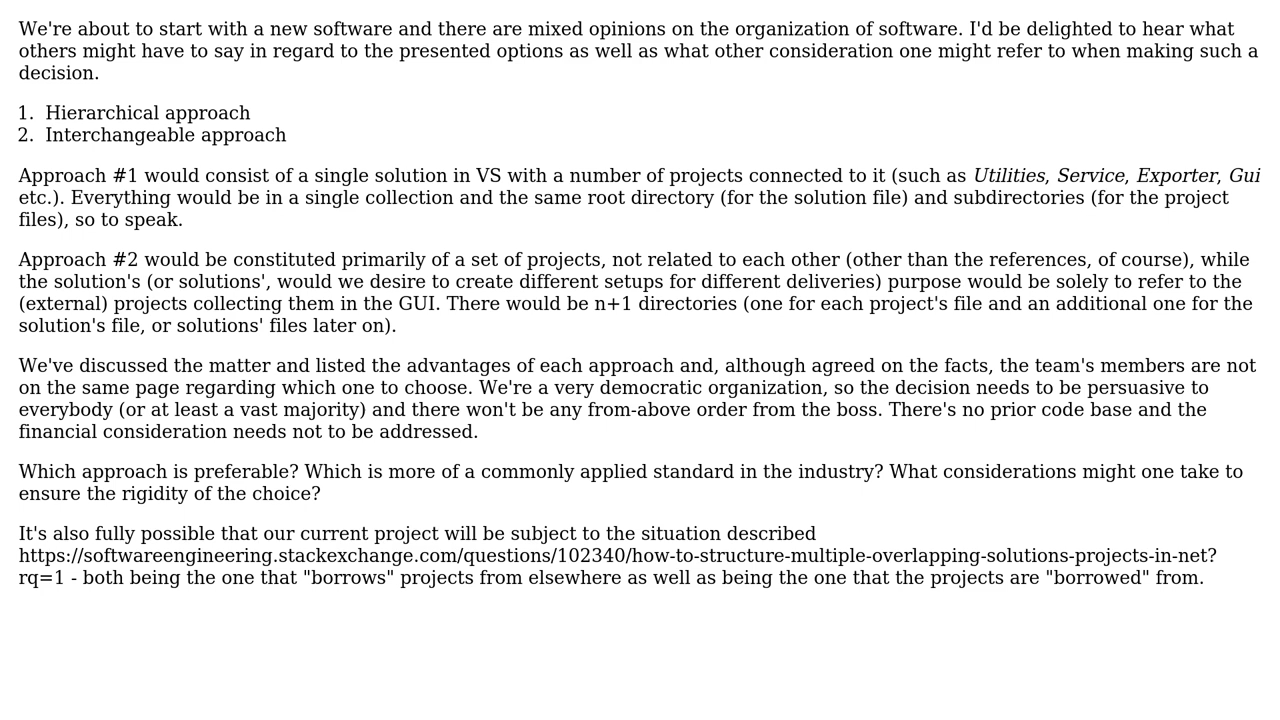 We're about to start with a new software and there are mixed opinions on the organization of software. I'd be delighted to hear what
others might have to say in regard to the presented options as well as what other consideration one might refer to when making such a
decision.
1. Hierarchical approach
2. Interchangeable approach
Approach #1 would consist of a single solution in VS with a number of projects connected to it (such as Utilities, Service, Exporter, Gui
etc.). Everything would be in a single collection and the same root directory (for the solution file) and subdirectories (for the project
files), so to speak.
Approach #2 would be constituted primarily of a set of projects, not related to each other (other than the references, of course), while
the solution's (or solutions', would we desire to create different setups for different deliveries) purpose would be solely to refer to the
(external) projects collecting them in the GUI. There would be n+1 directories (one for each project's file and an additional one for the
solution's file, or solutions' files later on).
We've discussed the matter and listed the advantages of each approach and, although agreed on the facts, the team's members are not
on the same page regarding which one to choose. We're a very democratic organization, so the decision needs to be persuasive to
everybody (or at least a vast majority) and there won't be any from-above order from the boss. There's no prior code base and the
financial consideration needs not to be addressed.
Which approach is preferable? Which is more of a commonly applied standard in the industry? What considerations might one take to
ensure the rigidity of the choice?
It's also fully possible that our current project will be subject to the situation described
https://softwareengineering.stackexchange.com/questions/102340/how-to-structure-multiple-overlapping-solutions-projects-in-net?
rq=1 - both being the one that "borrows" projects from elsewhere as well as being the one that the projects are "borrowed" from.